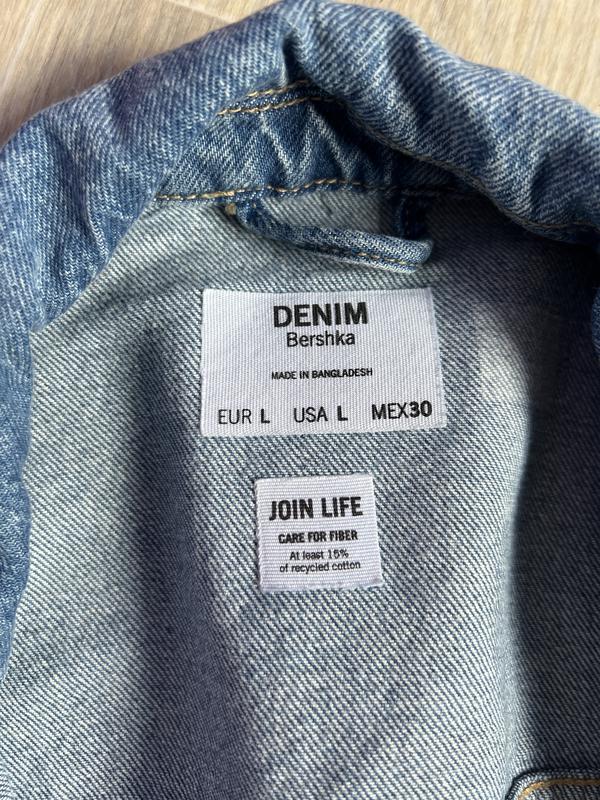 DENIM
Bershka
MADE IN BANGLADESH
EUR L USA L MEX30
JOIN LIFE
CARE FOR FIBER
At least 15%
of recycled cotton